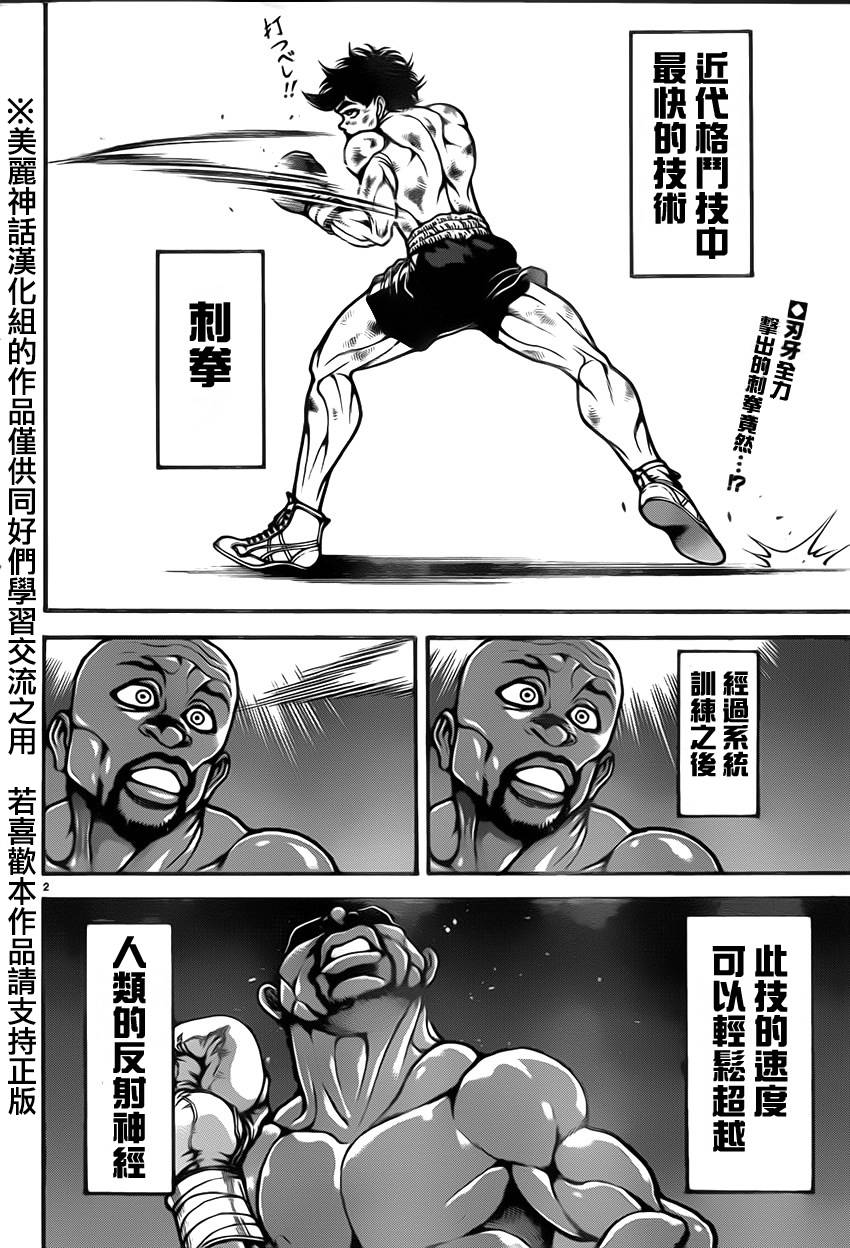 近代格鬥技中
最快的技術
打つべし!!
刺拳
◆刃牙全力
擊出的刺拳竟然…!?
經過系統
訓練之後
2
此技的速度
可以輕鬆超越
人類的反射神經
※美麗神話漢化組的作品僅供同好們學習交流之用 若喜歡本作品請支持正版